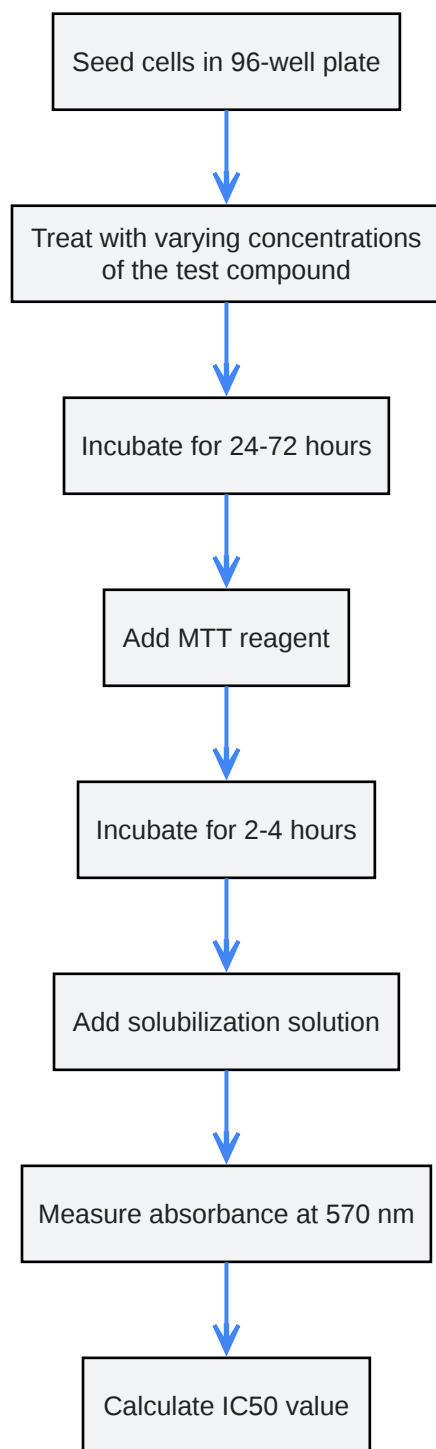 Seed cells in 96-well plate
Treat with varying concentrations
of the test compound
Incubate for 24-72 hours
Add MTT reagent
Incubate for 2-4 hours
Add solubilization solution
Measure absorbance at 570 nm
Calculate IC50 value